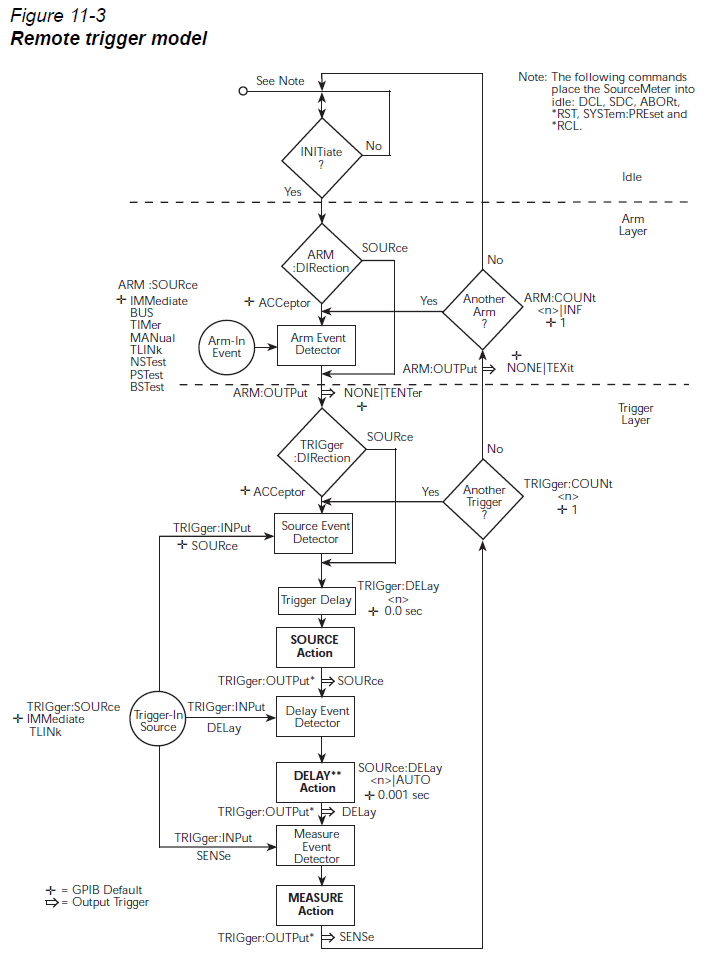 Figure 11-3
Remote trigger model
See Note
Note: The following commands
place the SourceMeter into
idle: DCL, SDC, ABORt,
*RST, SYSTem:PREset and
*RCL.
INITiate
?
No
Yes
Idle
Arm
Layer
ARM
:DIRection
SOURce
No
ARM :SOURce
IMMediate
BUS
TIMer
MANual
TLINk
NSTest
PSTest
BSTest
ACCeptor
Arm-In
Event
Arm Event
Detector
Yes
Another
Arm
?
ARM:COUNt
<n>|INF
1
ARM:OUTPut
NONE|TEXit
ARM:OUTPut
NONE|TENTer
Trigger
Layer
TRIGger
:DIRection
SOURce
No
ACCeptor
Yes
Another
Trigger
?
TRIGger:COUNt
<n>
1
TRIGger:INPut
SOURce
Source Event
Detector
Trigger Delay
TRIGger:DELay
<n>
0.0 sec
SOURCE
Action
TRIGger:OUTPut*
SOURce
TRIGger:SOURce
IMMediate
TLINk
Trigger-In
Source
TRIGger:INPut
DELay
Delay Event
Detector
DELAY**
Action
SOURce:DELay
<n>|AUTO
0.001 sec
TRIGger:OUTPut*
DELay
TRIGger:INPut
SENSe
Measure
Event
Detector
MEASURE
Action
TRIGger:OUTPut*
SENSe
= GPIB Default
= Output Trigger